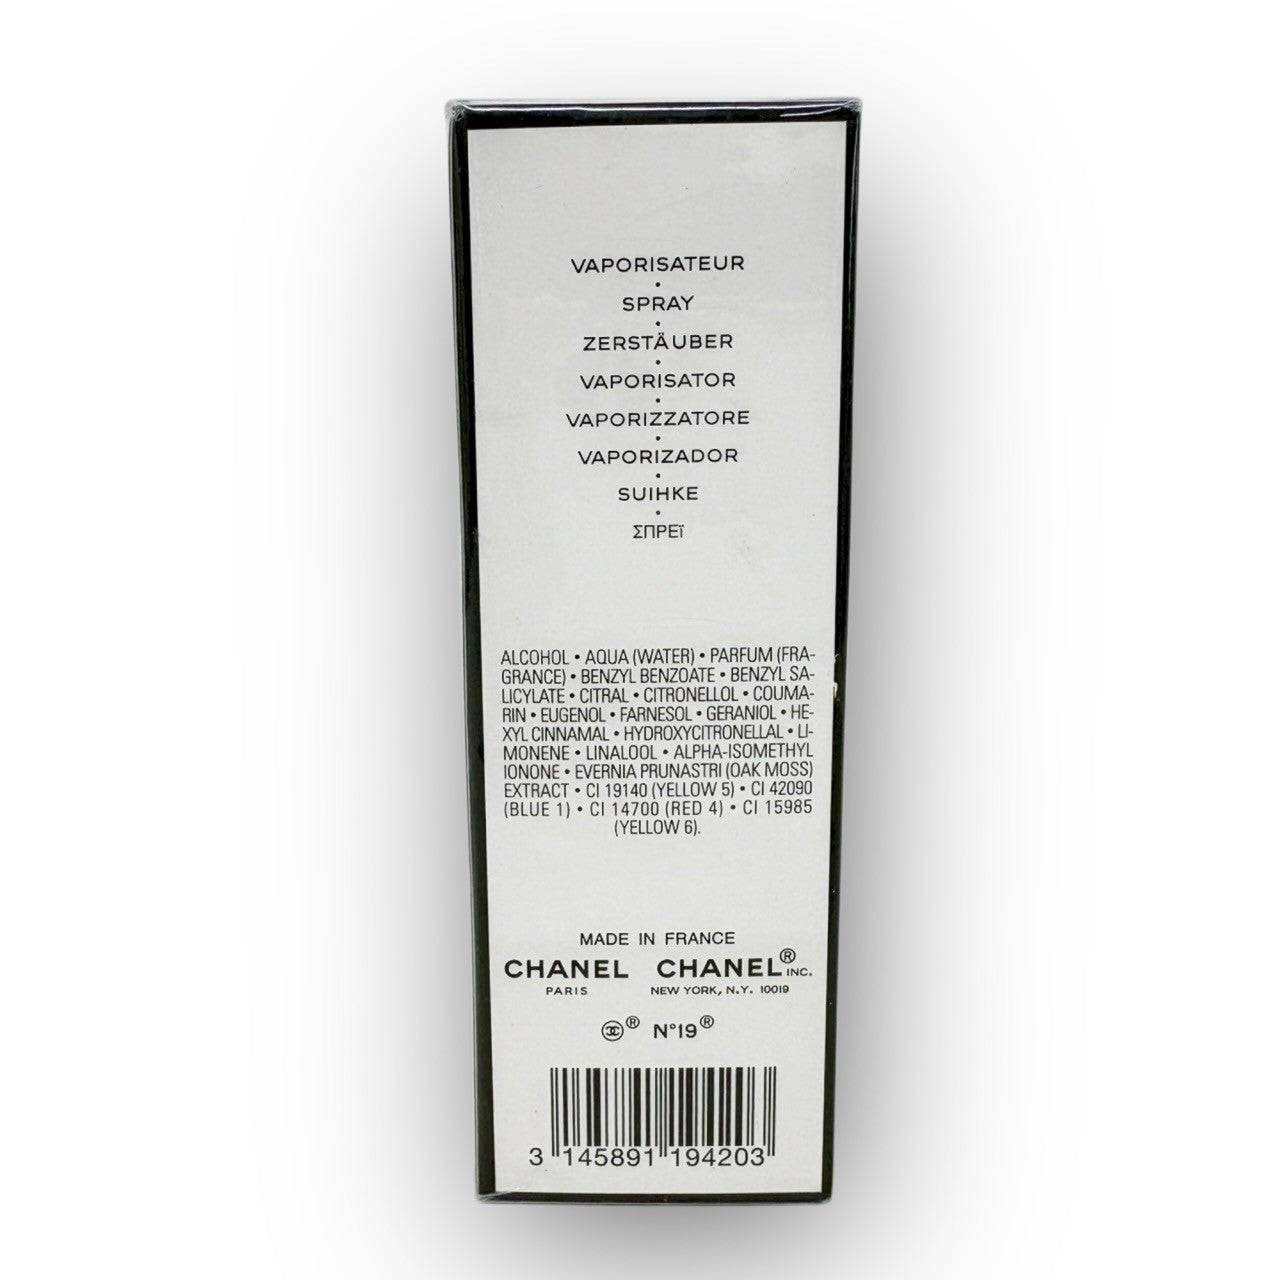 VAPORISATEUR
•
SPRAY
•
ZERSTÄUBER
•
VAPORISATOR
•
VAPORIZZATORE
•
VAPORIZADOR
•
SUIHKE
•
ΣΠΡΕϊ
ALCOHOL • AQUA (WATER) • PARFUM (FRA-
GRANCE) • BENZYL BENZOATE • BENZYL SA-
LICYLATE • CITRAL • CITRONELLOL • COUMA-
RIN • EUGENOL • FARNESOL • GERANIOL • HE-
XYL CINNAMAL • HYDROXYCITRONELLAL • LI-
MONENE • LINALOOL • ALPHA-ISOMETHYL
IONONE • EVERNIA PRUNASTRI (OAK MOSS)
EXTRACT • CI 19140 (YELLOW 5) • CI 42090
(BLUE 1) • CI 14700 (RED 4) • CI 15985
(YELLOW 6).
MADE IN FRANCE
CHANEL CHANEL® INC.
PARIS NEW YORK, N.Y. 10019
® N°19®
3 145891 194203